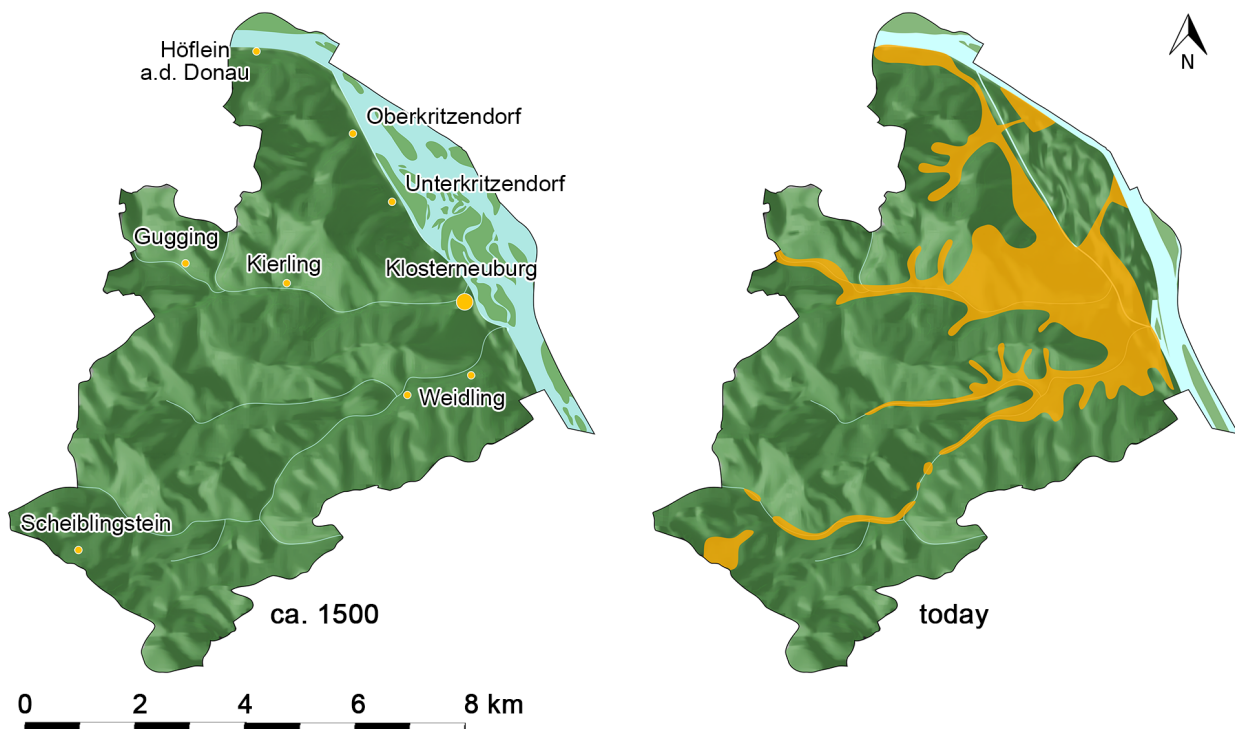 Höflein
a.d. Donau
Oberkritzendorf
Unterkritzendorf
Gugging
Kierling
Klosterneuburg
Weidling
Scheiblingstein
ca. 1500
today
N
0 2 4 6 8 km